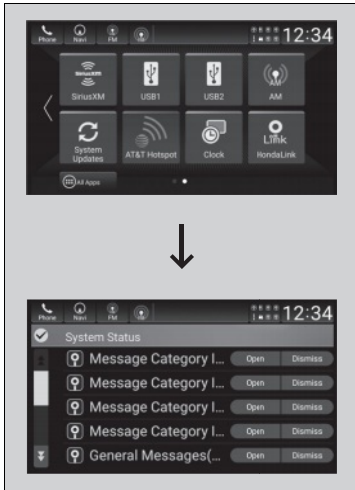 Phone Navi FM 12:34
SiriusXM
SiriusXM USB1 USB2 AM
Link
System
Updates AT&T Hotspot Clock HondaLink
All Apps
Phone Navi FM 12:34
System Status
Message Category I... Open Dismiss
Message Category I... Open Dismiss
Message Category I... Open Dismiss
Message Category I... Open Dismiss
General Messages(... Open Dismiss